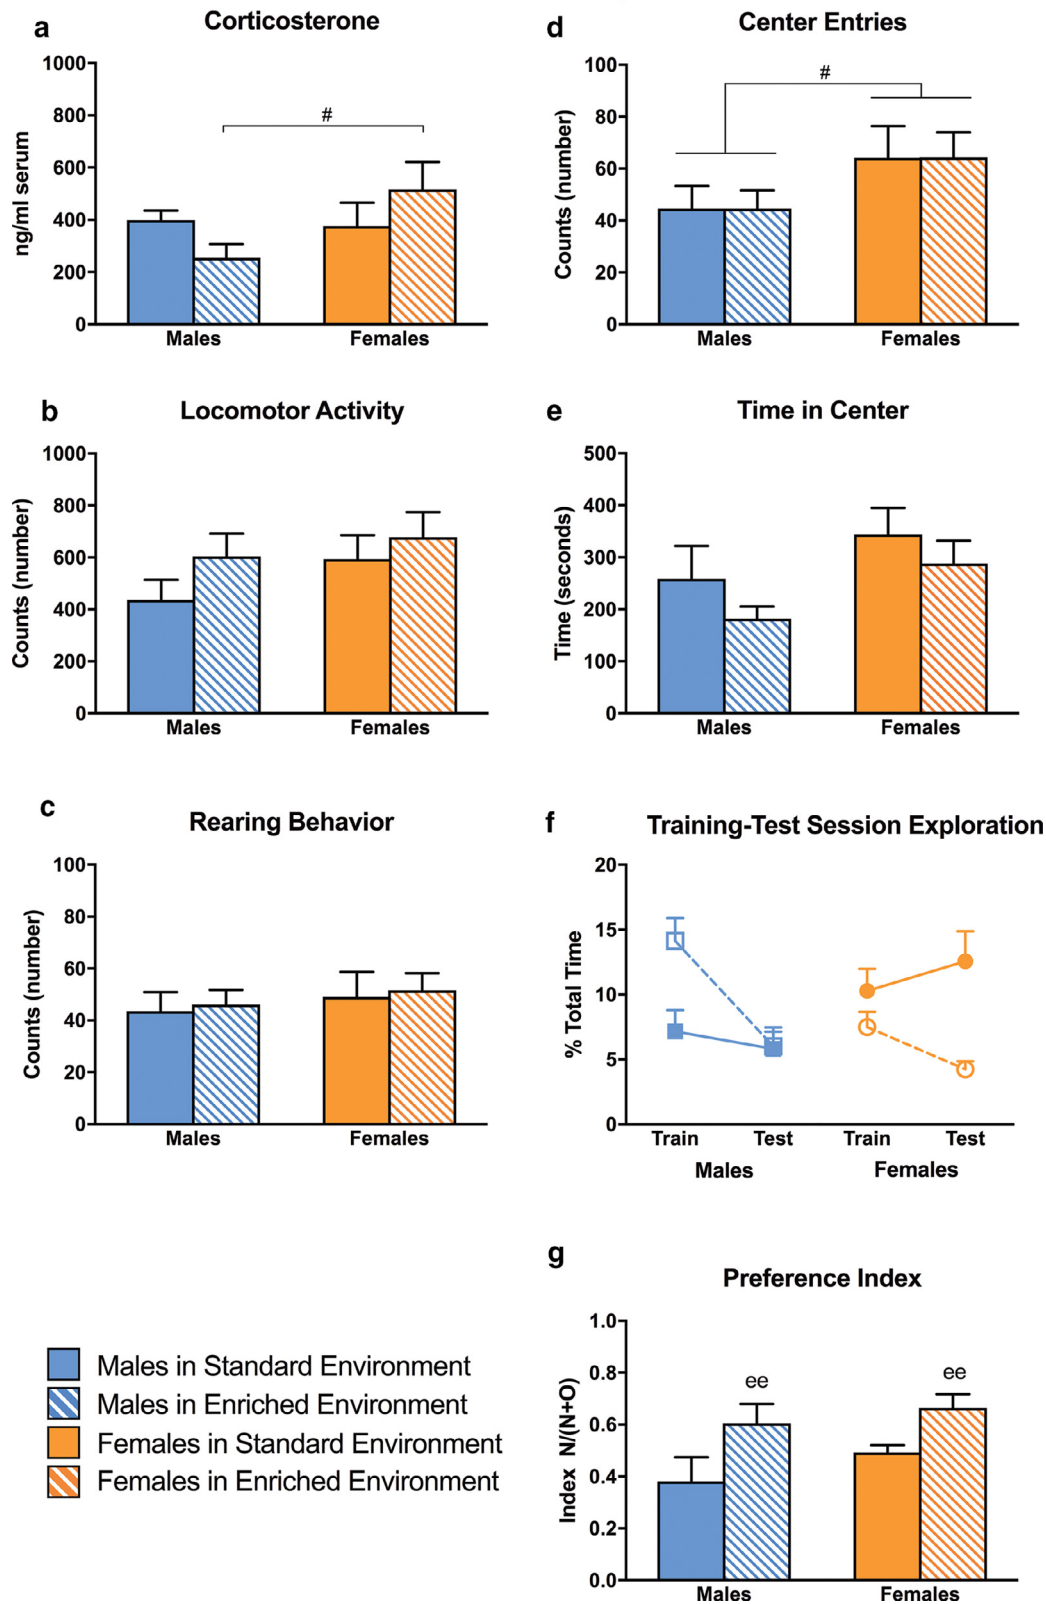 a
Corticosterone
1000
800
600
400
200
0
ng/ml serum
#
Males
Females
d
Center Entries
100
80
60
40
20
0
Counts (number)
#
Males
Females
b
Locomotor Activity
1000
800
600
400
200
0
Counts (number)
Males
Females
e
Time in Center
500
400
300
200
100
0
Time (seconds)
Males
Females
c
Rearing Behavior
100
80
60
40
20
0
Counts (number)
Males
Females
f
Training-Test Session Exploration
20
15
10
5
0
% Total Time
Train
Test
Train
Test
Males
Females
g
Preference Index
1.0
0.8
0.6
0.4
0.2
0.0
Index N/(N+O)
ee
ee
Males
Females
Males in Standard Environment
Males in Enriched Environment
Females in Standard Environment
Females in Enriched Environment